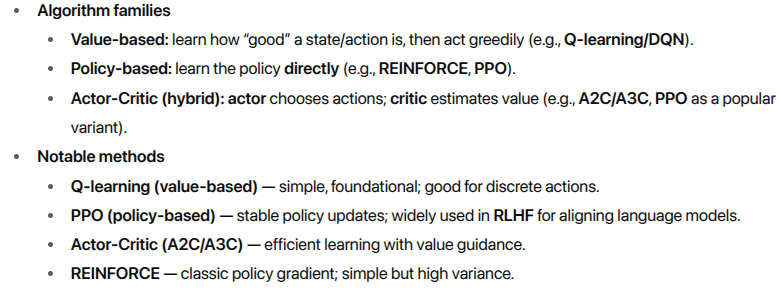 • Algorithm families
• Value-based: learn how “good” a state/action is, then act greedily (e.g., Q-learning/DQN).
• Policy-based: learn the policy directly (e.g., REINFORCE, PPO).
• Actor-Critic (hybrid): actor chooses actions; critic estimates value (e.g., A2C/A3C, PPO as a popular
variant).
• Notable methods
• Q-learning (value-based) — simple, foundational; good for discrete actions.
• PPO (policy-based) — stable policy updates; widely used in RLHF for aligning language models.
• Actor-Critic (A2C/A3C) — efficient learning with value guidance.
• REINFORCE — classic policy gradient; simple but high variance.